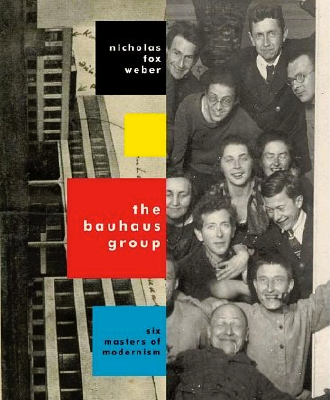 nicholas
fox
weber
the
bauhaus
group
six
masters of
modernism